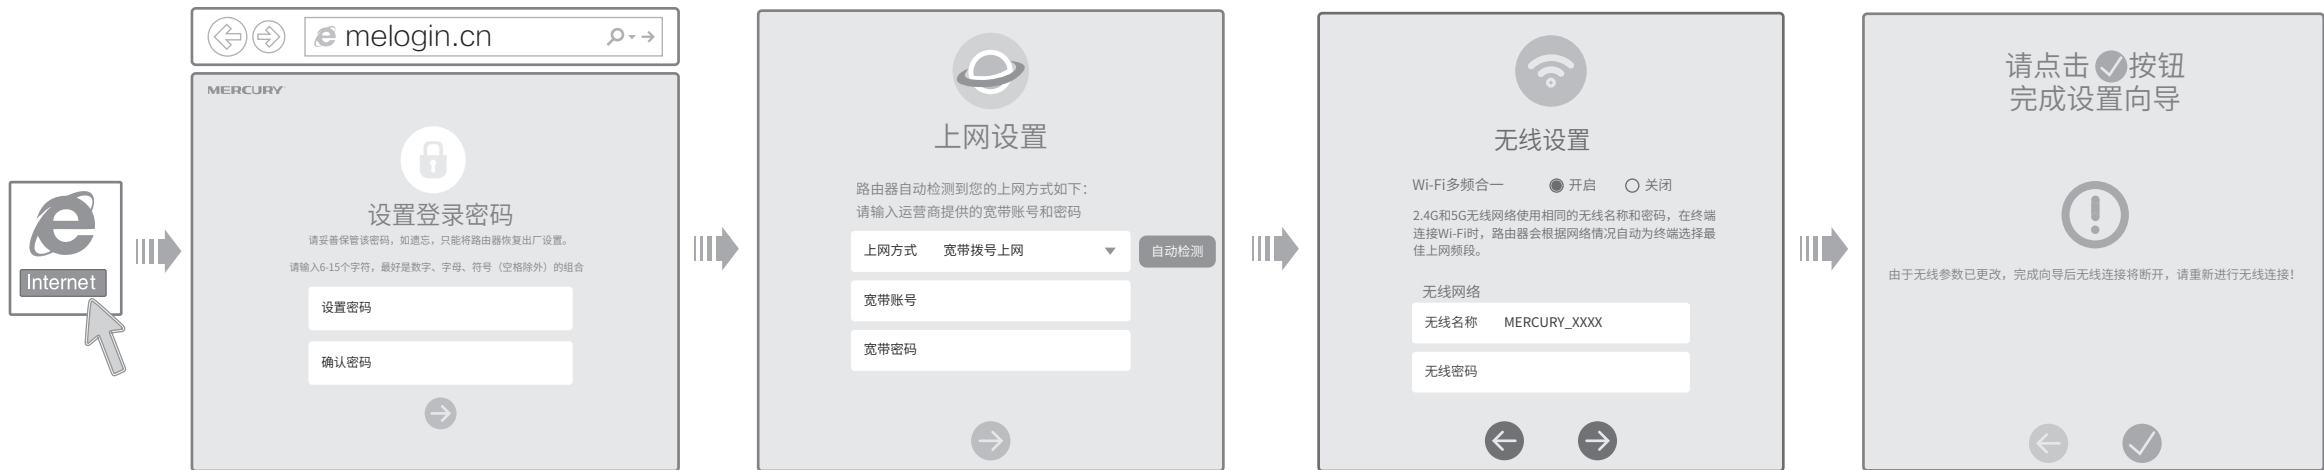 Internet
melogin.cn
MERCURY
设置登录密码
请妥善保管该密码，如遗忘，只能将路由器恢复出厂设置。
请输入6-15个字符，最好是数字、字母、符号（空格除外）的组合
设置密码
确认密码
上网设置
路由器自动检测到您的上网方式如下：
请输入运营商提供的宽带账号和密码
上网方式 宽带拨号上网 自动检测
宽带账号
宽带密码
无线设置
Wi-Fi多频合一 开启 关闭
2.4G和5G无线网络使用相同的无线名称和密码，在终端
连接Wi-Fi时，路由器会根据网络情况自动为终端选择最
佳上网频段。
无线网络
无线名称 MERCURY_XXXX
无线密码
请点击 按钮
完成设置向导
由于无线参数已更改，完成向导后无线连接将断开，请重新进行无线连接！